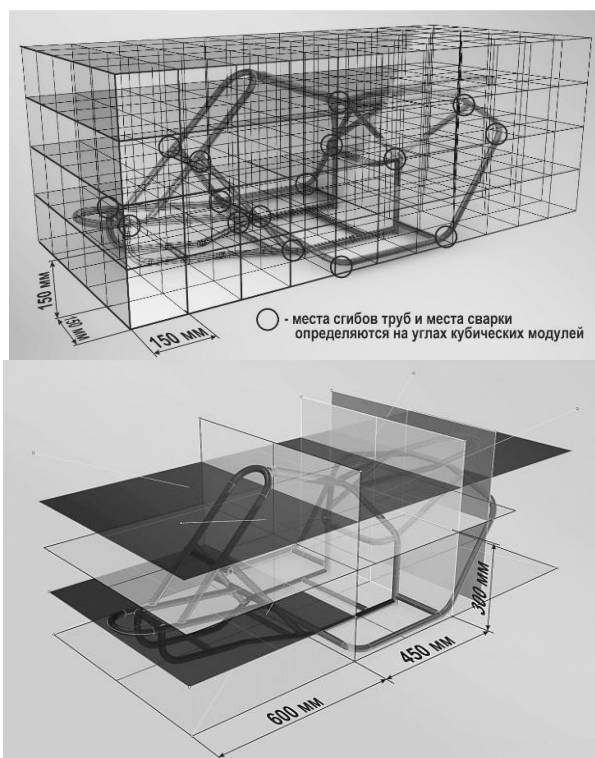 150 мм
150 мм
150 мм
- места сгибов труб и места сварки
определяются на углах кубических модулей
300 мм
450 мм
600 мм